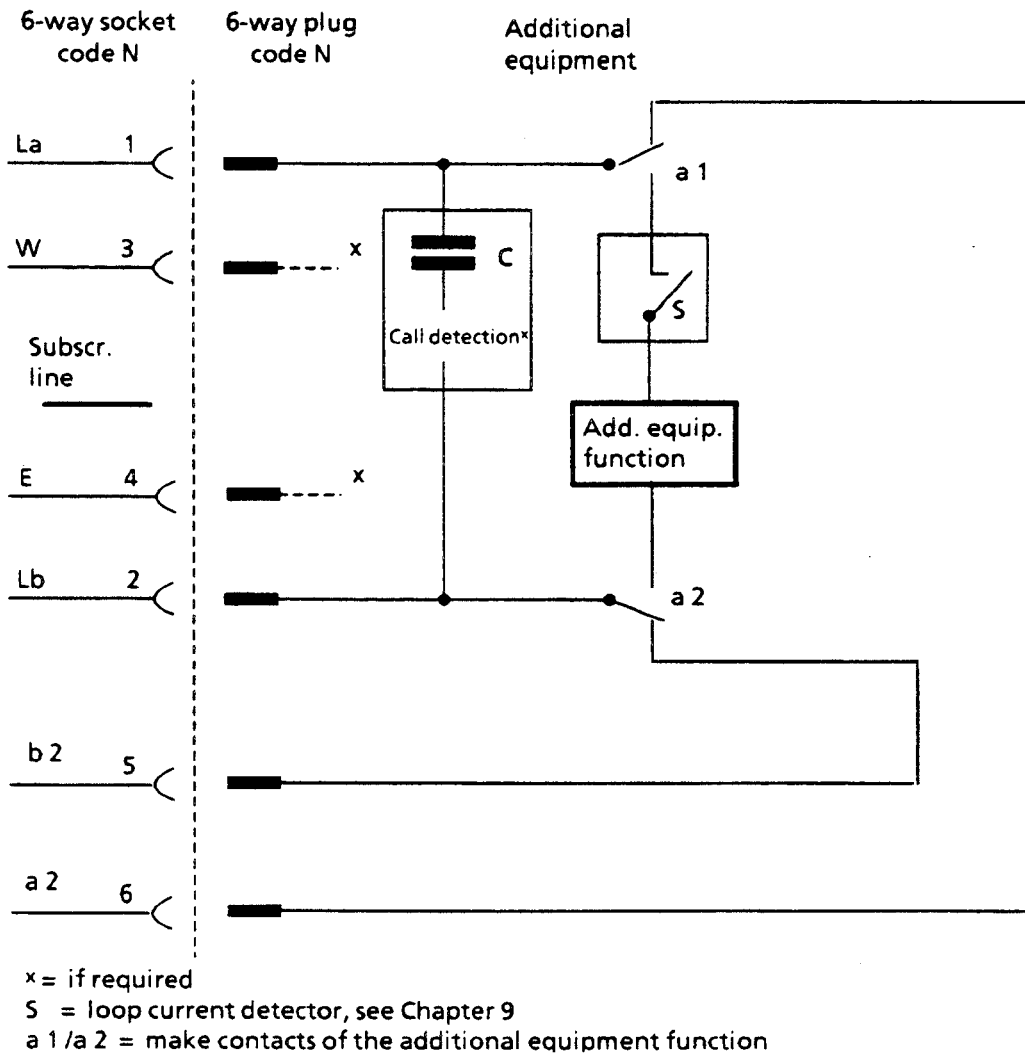 6-way socket
code N
6-way plug
code N
Additional
equipment
La 1
a 1
W 3
x
C
S
Call detection x
Subscr.
line
Add. equip.
function
E 4
x
Lb 2
a 2
b 2 5
a 2 6
x = if required
S = loop current detector, see Chapter 9
a 1 / a 2 = make contacts of the additional equipment function